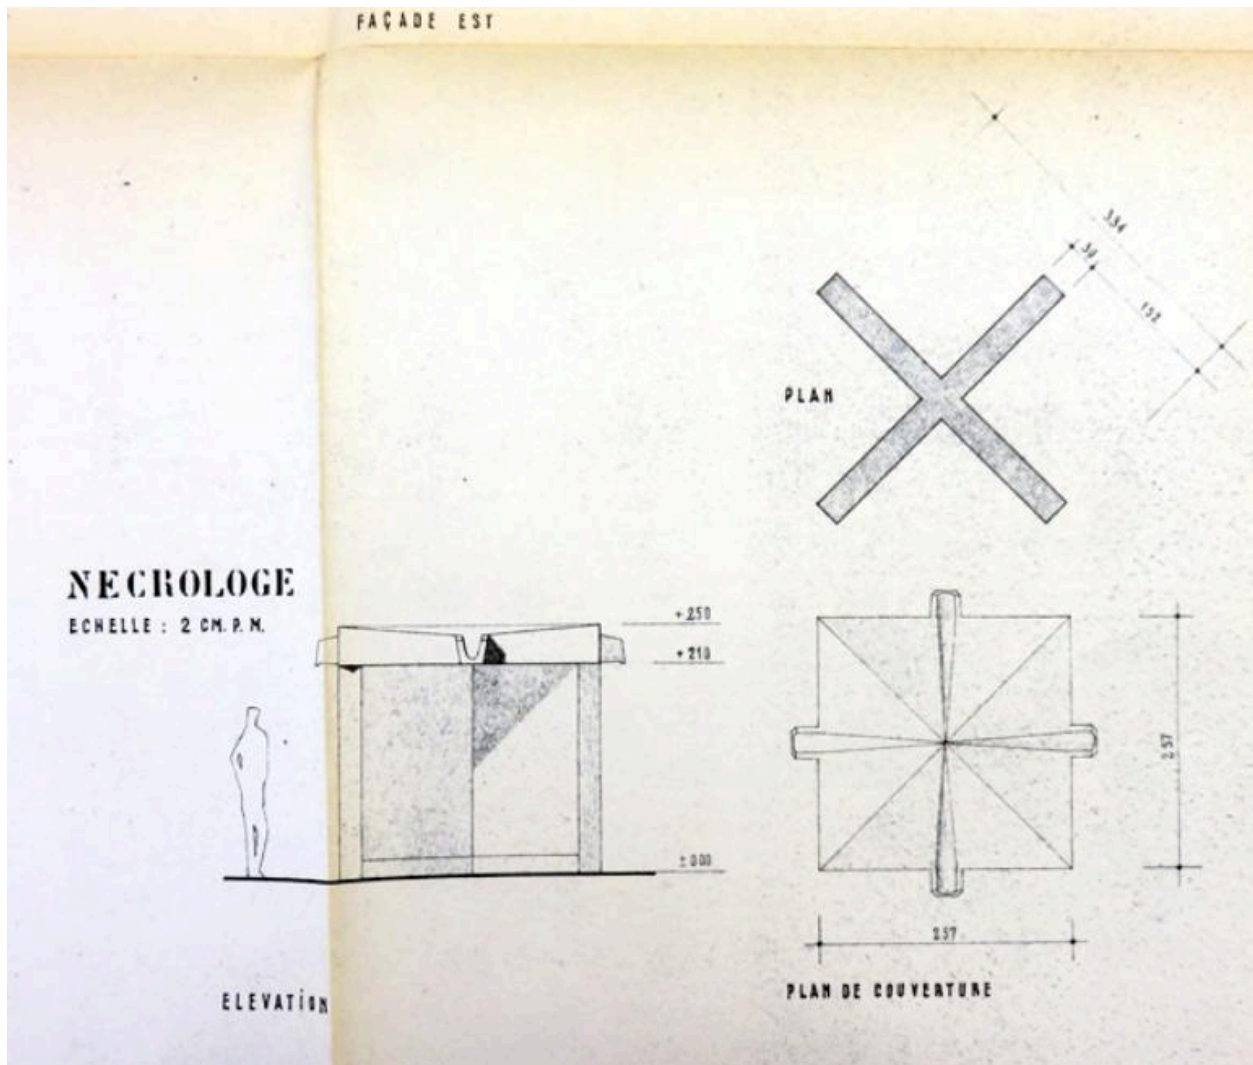 FAÇADE EST
334
30
152
PLAN
NECROLOGE
ECHELLE : 2 CM. P. M.
+250
+210
±000
257
257
ELEVATION
PLAN DE COUVERTURE